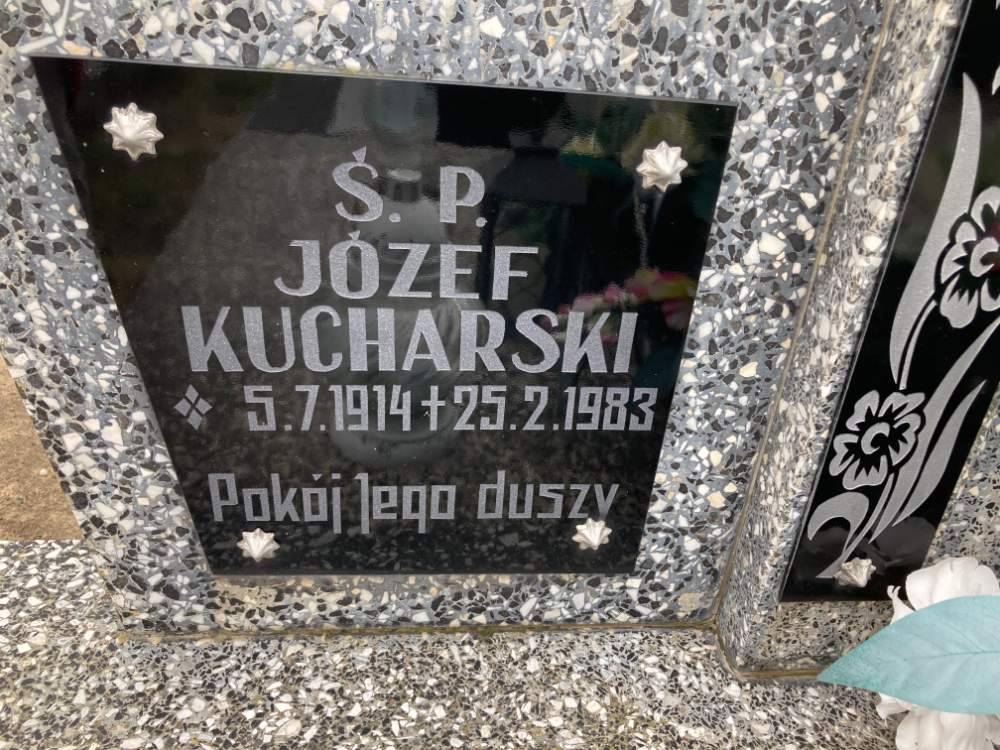 Ś. P.
JÓZEF
KUCHARSKI
5.7.1914 † 25.2.1983
Pokój Jego duszy